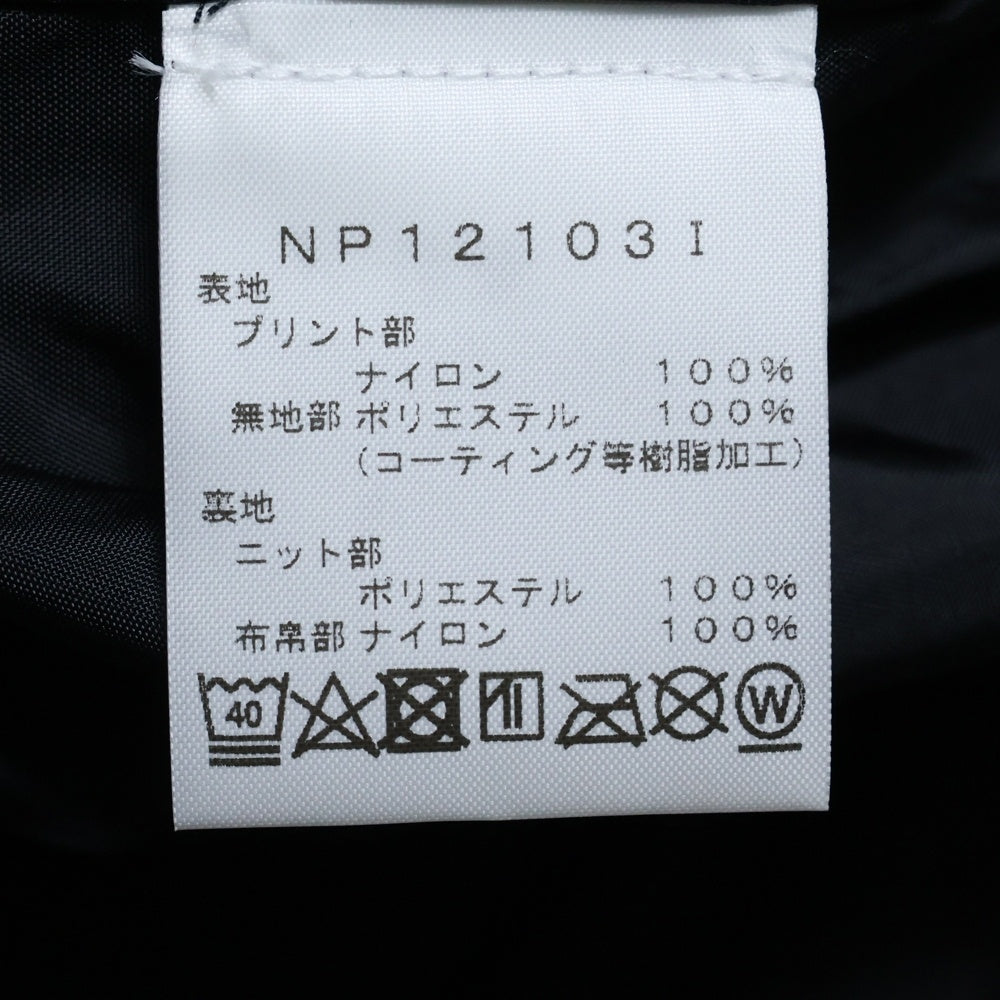 NP12103I
表地
プリント部
ナイロン 100%
無地部 ポリエステル 100%
(コーティング等樹脂加工)
裏地
ニット部
ポリエステル 100%
布帛部 ナイロン 100%
40 W